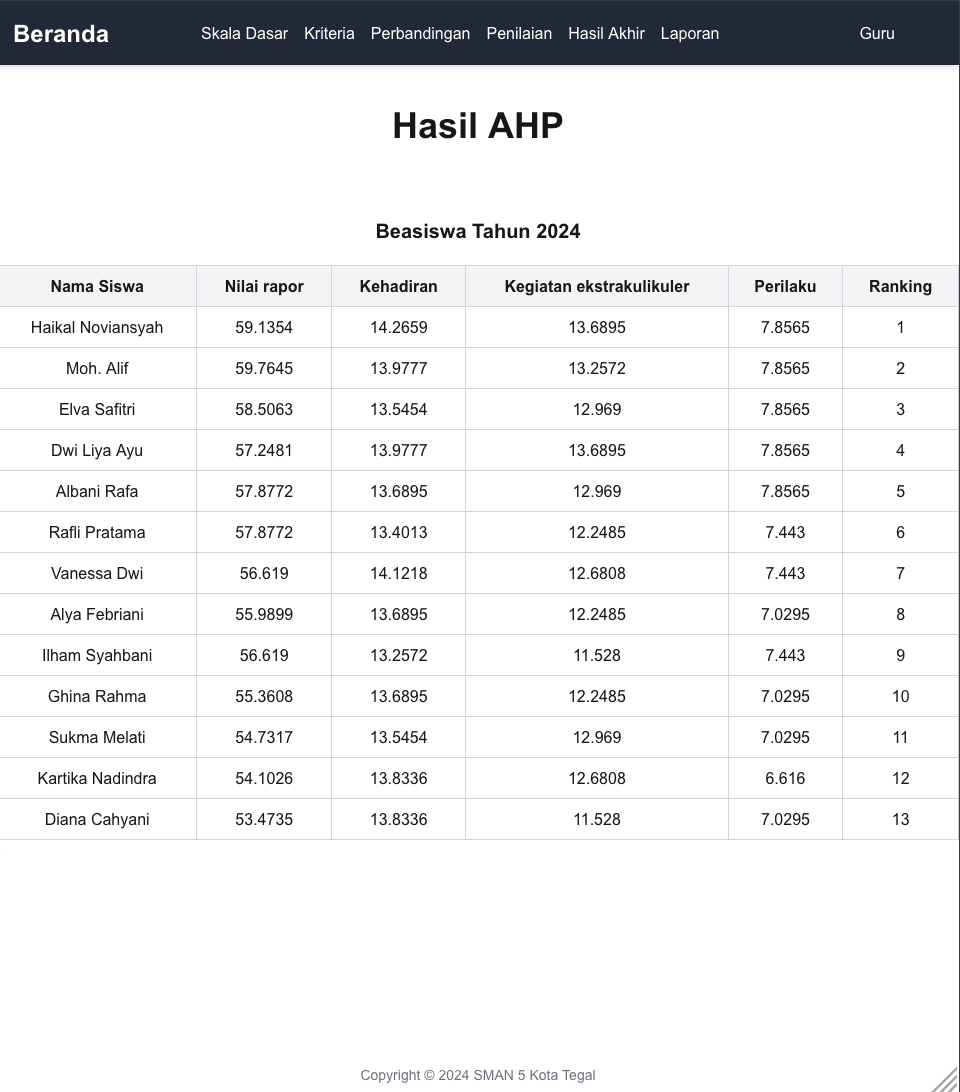 Beranda Skala Dasar Kriteria Perbandingan Penilaian Hasil Akhir Laporan Guru
Hasil AHP
Beasiswa Tahun 2024
Nama Siswa Nilai rapor Kehadiran Kegiatan ekstrakulikuler Perilaku Ranking
Haikal Noviansyah 59.1354 14.2659 13.6895 7.8565 1
Moh. Alif 59.7645 13.9777 13.2572 7.8565 2
Elva Safitri 58.5063 13.5454 12.969 7.8565 3
Dwi Liya Ayu 57.2481 13.9777 13.6895 7.8565 4
Albani Rafa 57.8772 13.6895 12.969 7.8565 5
Rafli Pratama 57.8772 13.4013 12.2485 7.443 6
Vanessa Dwi 56.619 14.1218 12.6808 7.443 7
Alya Febriani 55.9899 13.6895 12.2485 7.0295 8
Ilham Syahbani 56.619 13.2572 11.528 7.443 9
Ghina Rahma 55.3608 13.6895 12.2485 7.0295 10
Sukma Melati 54.7317 13.5454 12.969 7.0295 11
Kartika Nadindra 54.1026 13.8336 12.6808 6.616 12
Diana Cahyani 53.4735 13.8336 11.528 7.0295 13
Copyright © 2024 SMAN 5 Kota Tegal